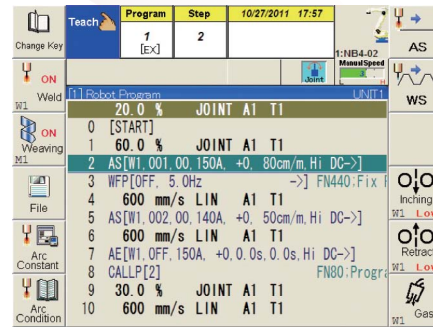 Change Key
Teach
Program
Step
10/27/2011 17:57
1
[EX]
2
1:NB4-02
Manual Speed
3
L H
AS
ON
Weld
W1
Joint
WS
[1] Robot Program UNIT1
20.0 % JOINT A1 T1
0 [START]
1 60.0 % JOINT A1 T1
2 AS[W1,001,00,150A, +0, 80cm/m,Hi DC->]
3 WFP[OFF, 5.0Hz ->] FN440;Fix
4 600 mm/s LIN A1 T1
5 AS[W1,002,00,140A, +0, 50cm/m,Hi DC->]
6 600 mm/s LIN A1 T1
7 AE[W1,OFF,150A, +0,0.0s,0.0s,Hi DC->]
8 CALLP[2] FN80;Progra
9 30.0 % JOINT A1 T1
10 600 mm/s LIN A1 T1
ON
Weaving
M1
File
Arc
Constant
Arc
Condition
Inching
W1 Low
Retract
W1 Low
Gas
W1